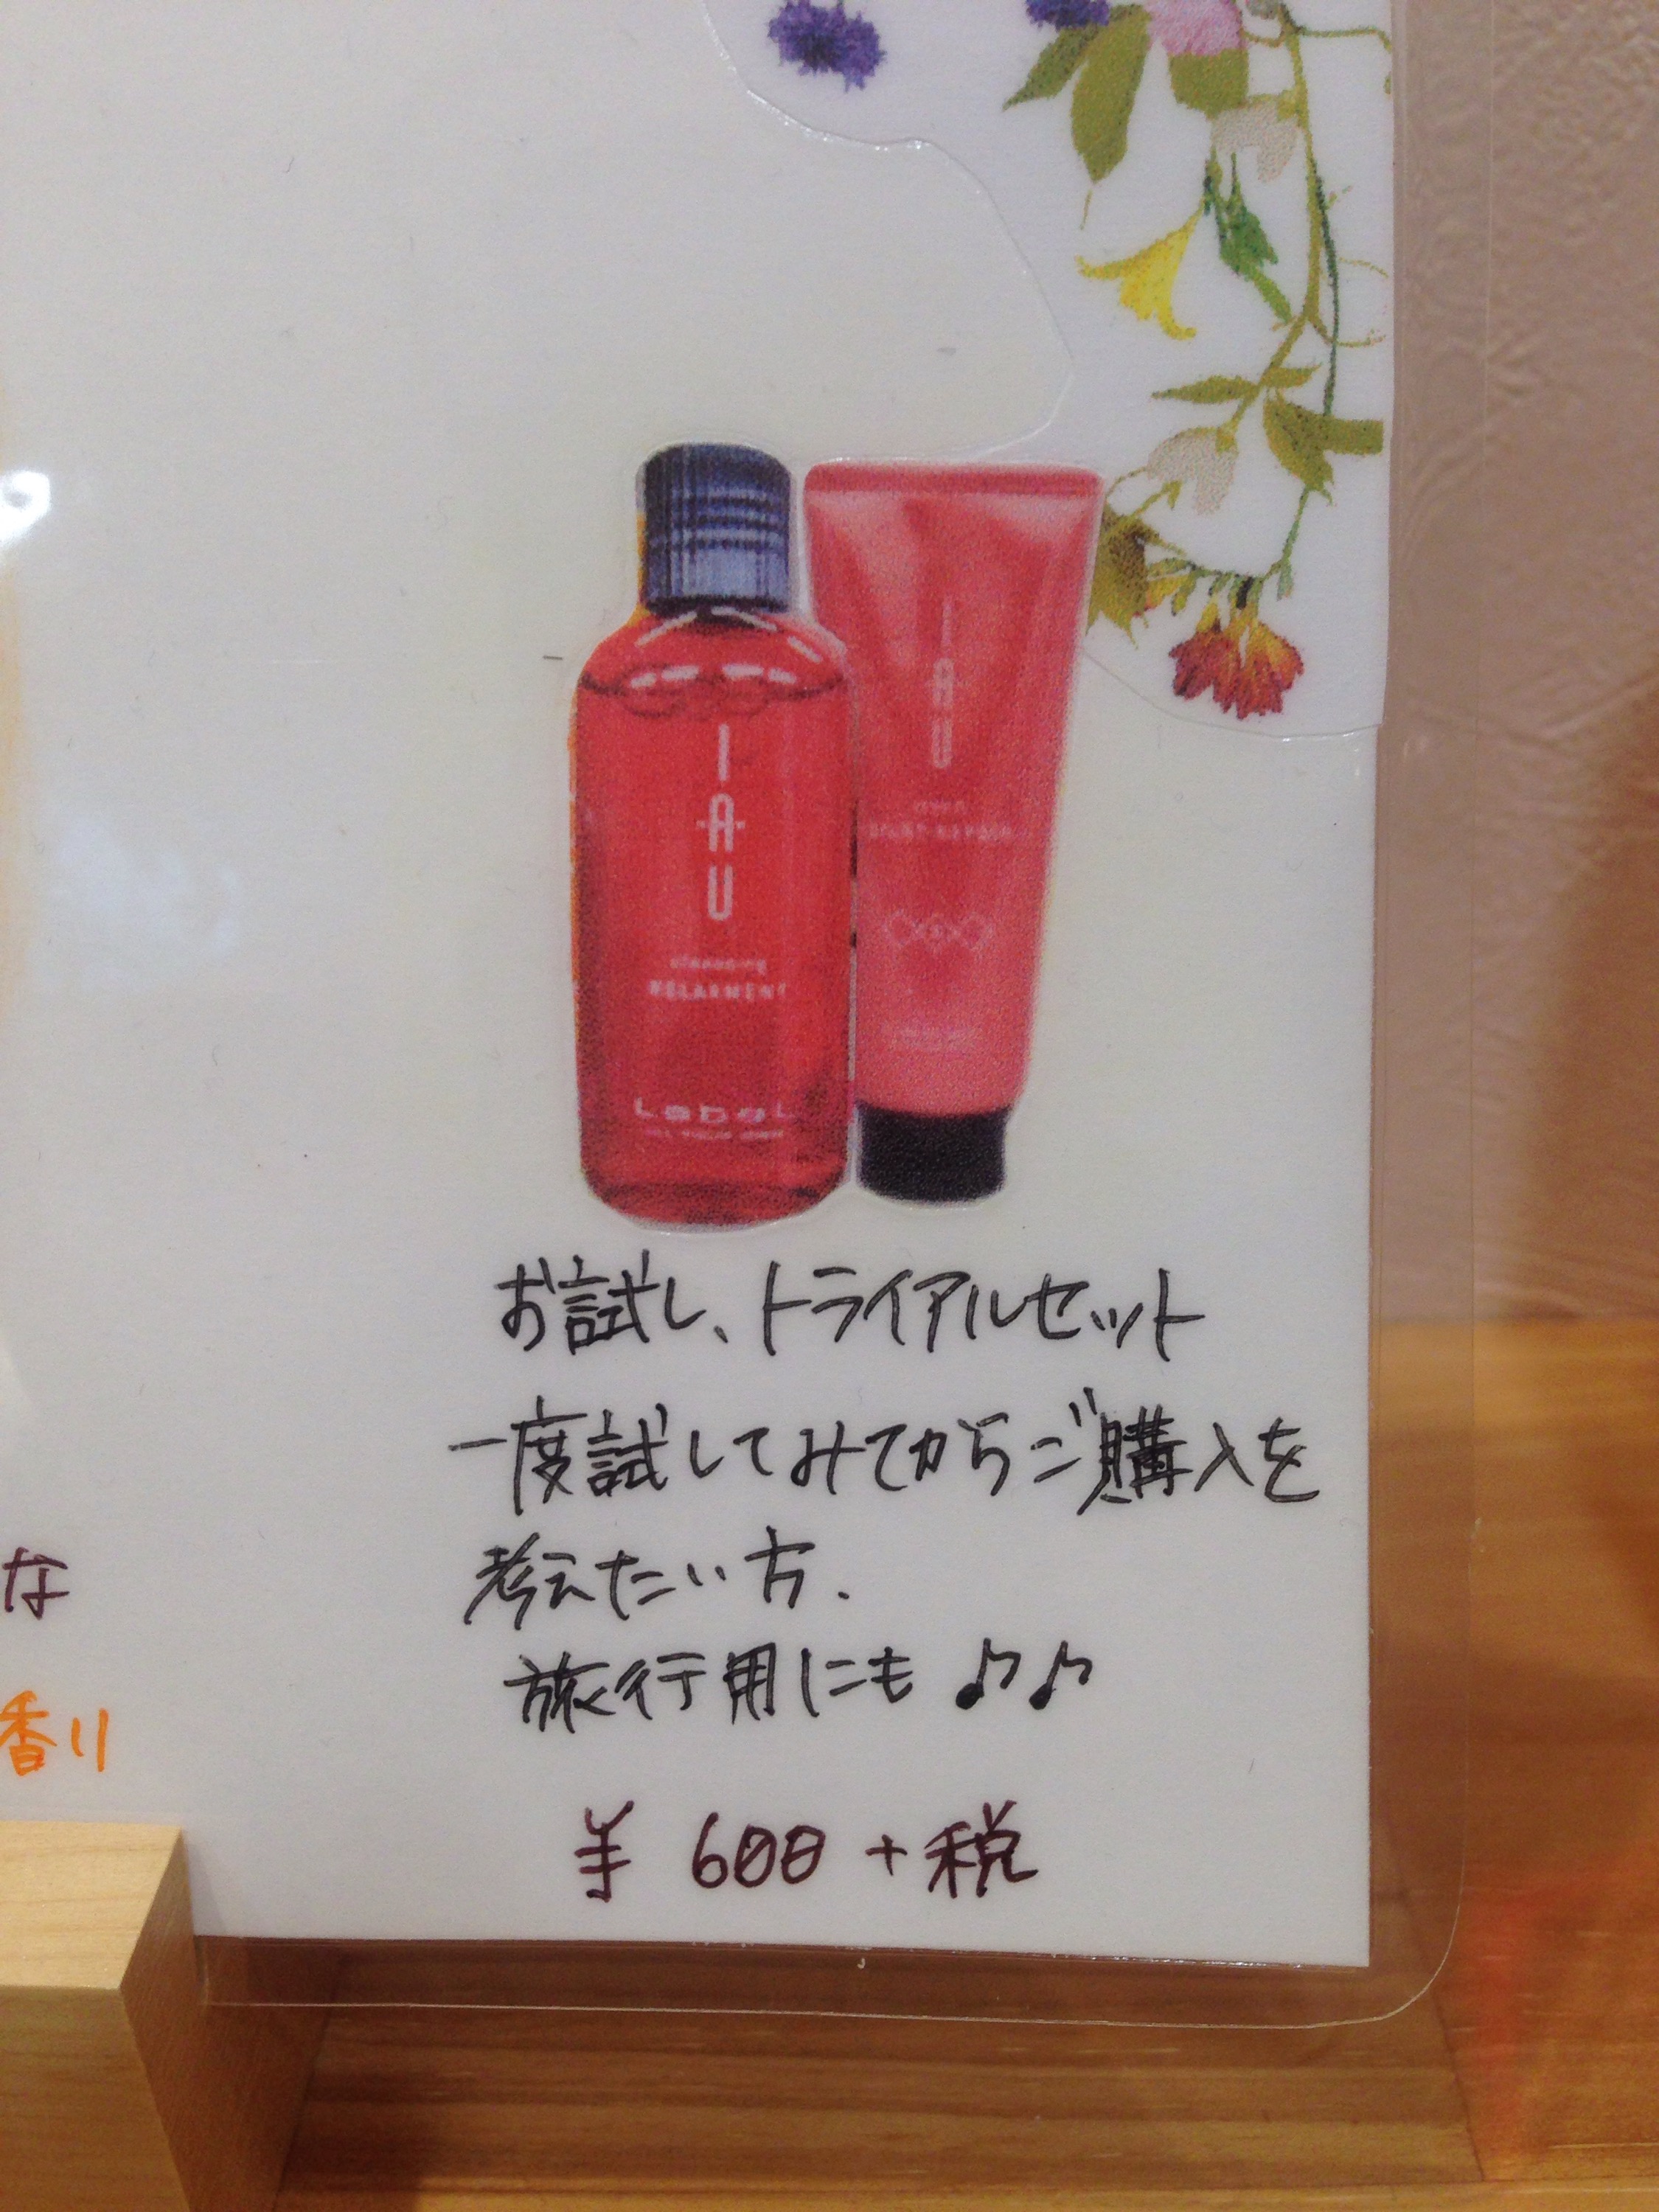 IAU
cleansing
RELAXMENT
LebeL
IAU
SILKY REPAIR
お試し、トライアルセット
一度試してみてからご購入を
考えたい方.
旅行用にも ♪♪
¥ 600 +税
な
香り